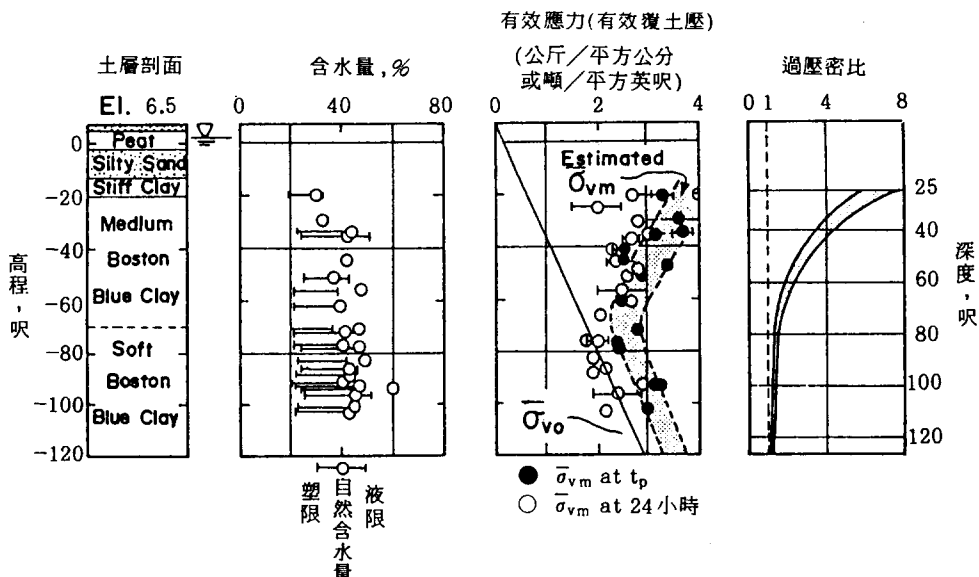 有效應力(有效覆土壓)
(公斤／平方公分
或噸／平方英呎)
土層剖面
含水量, %
過壓密比
El. 6.5
0 40 80
0 2 4
0 1 4 8
Peat
Silty Sand
Stiff Clay
Medium
Boston
Blue Clay
Soft
Boston
Blue Clay
高程,呎
0
-20
-40
-60
-80
-100
-120
Estimated
σ̅vm
σ̅vo
25
40
60
80
100
120
深度,呎
塑限
自然含水量
液限
● σ̅vm at tp
○ σ̅vm at 24小時